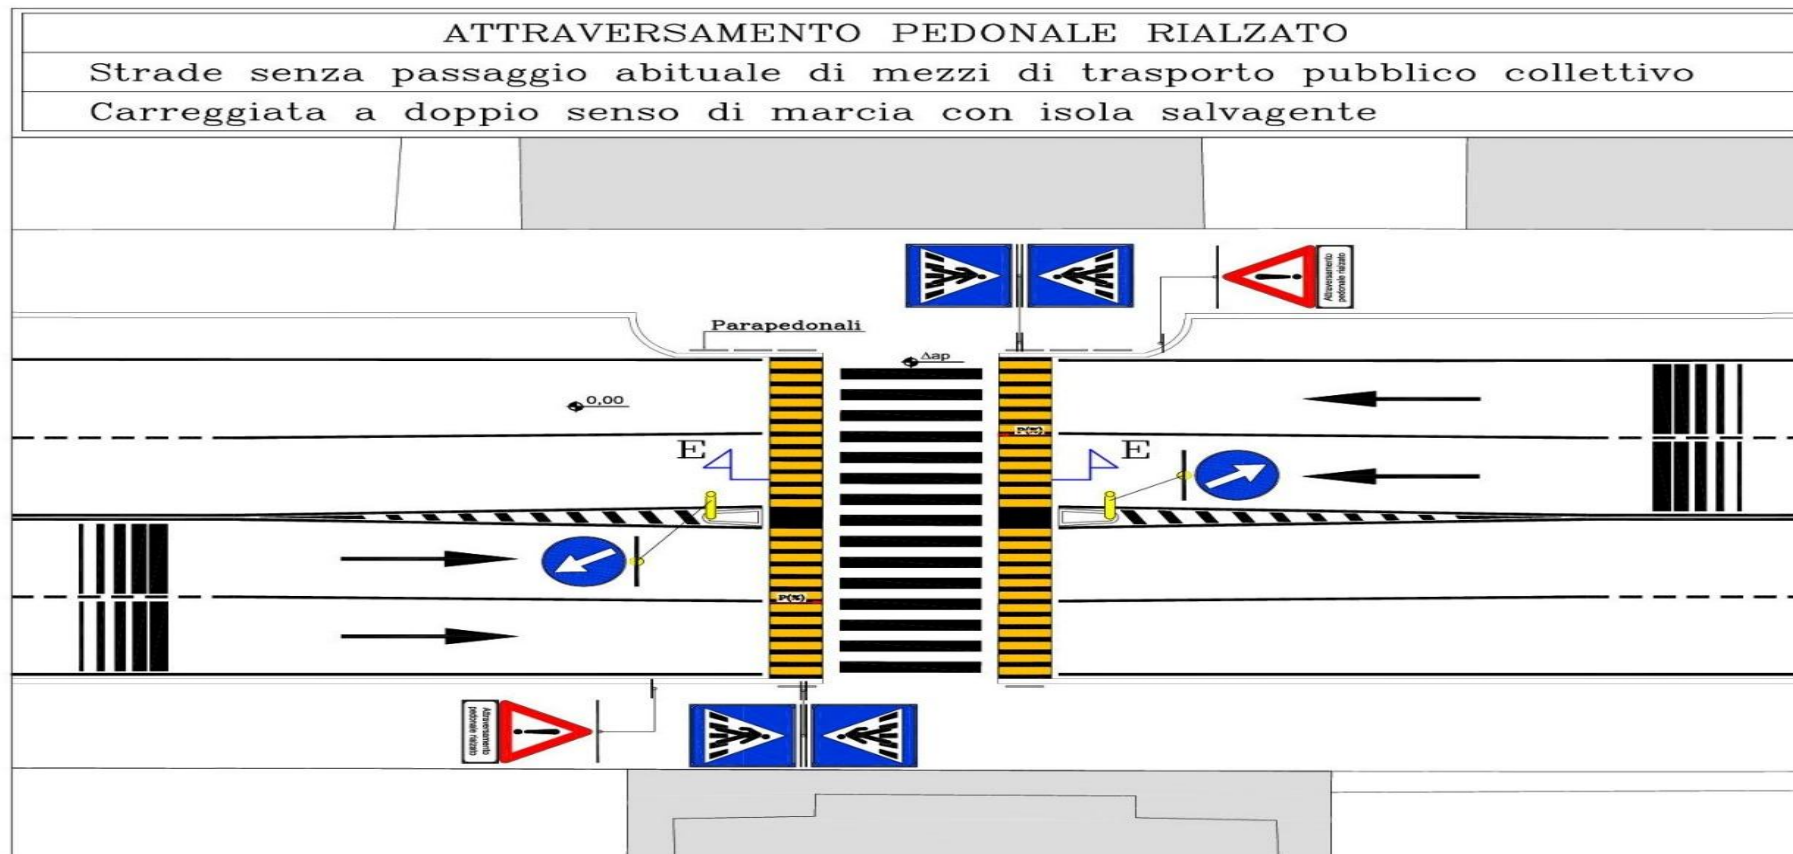 ATTRAVERSAMENTO PEDONALE RIALZATO
Strade senza passaggio abituale di mezzi di trasporto pubblico collettivo
Carreggiata a doppio senso di marcia con isola salvagente
Attraversamento
pedonale rialzato
Parapedonali
Δap
0,00
P(%)
E
E
P(%)
Attraversamento
pedonale rialzato